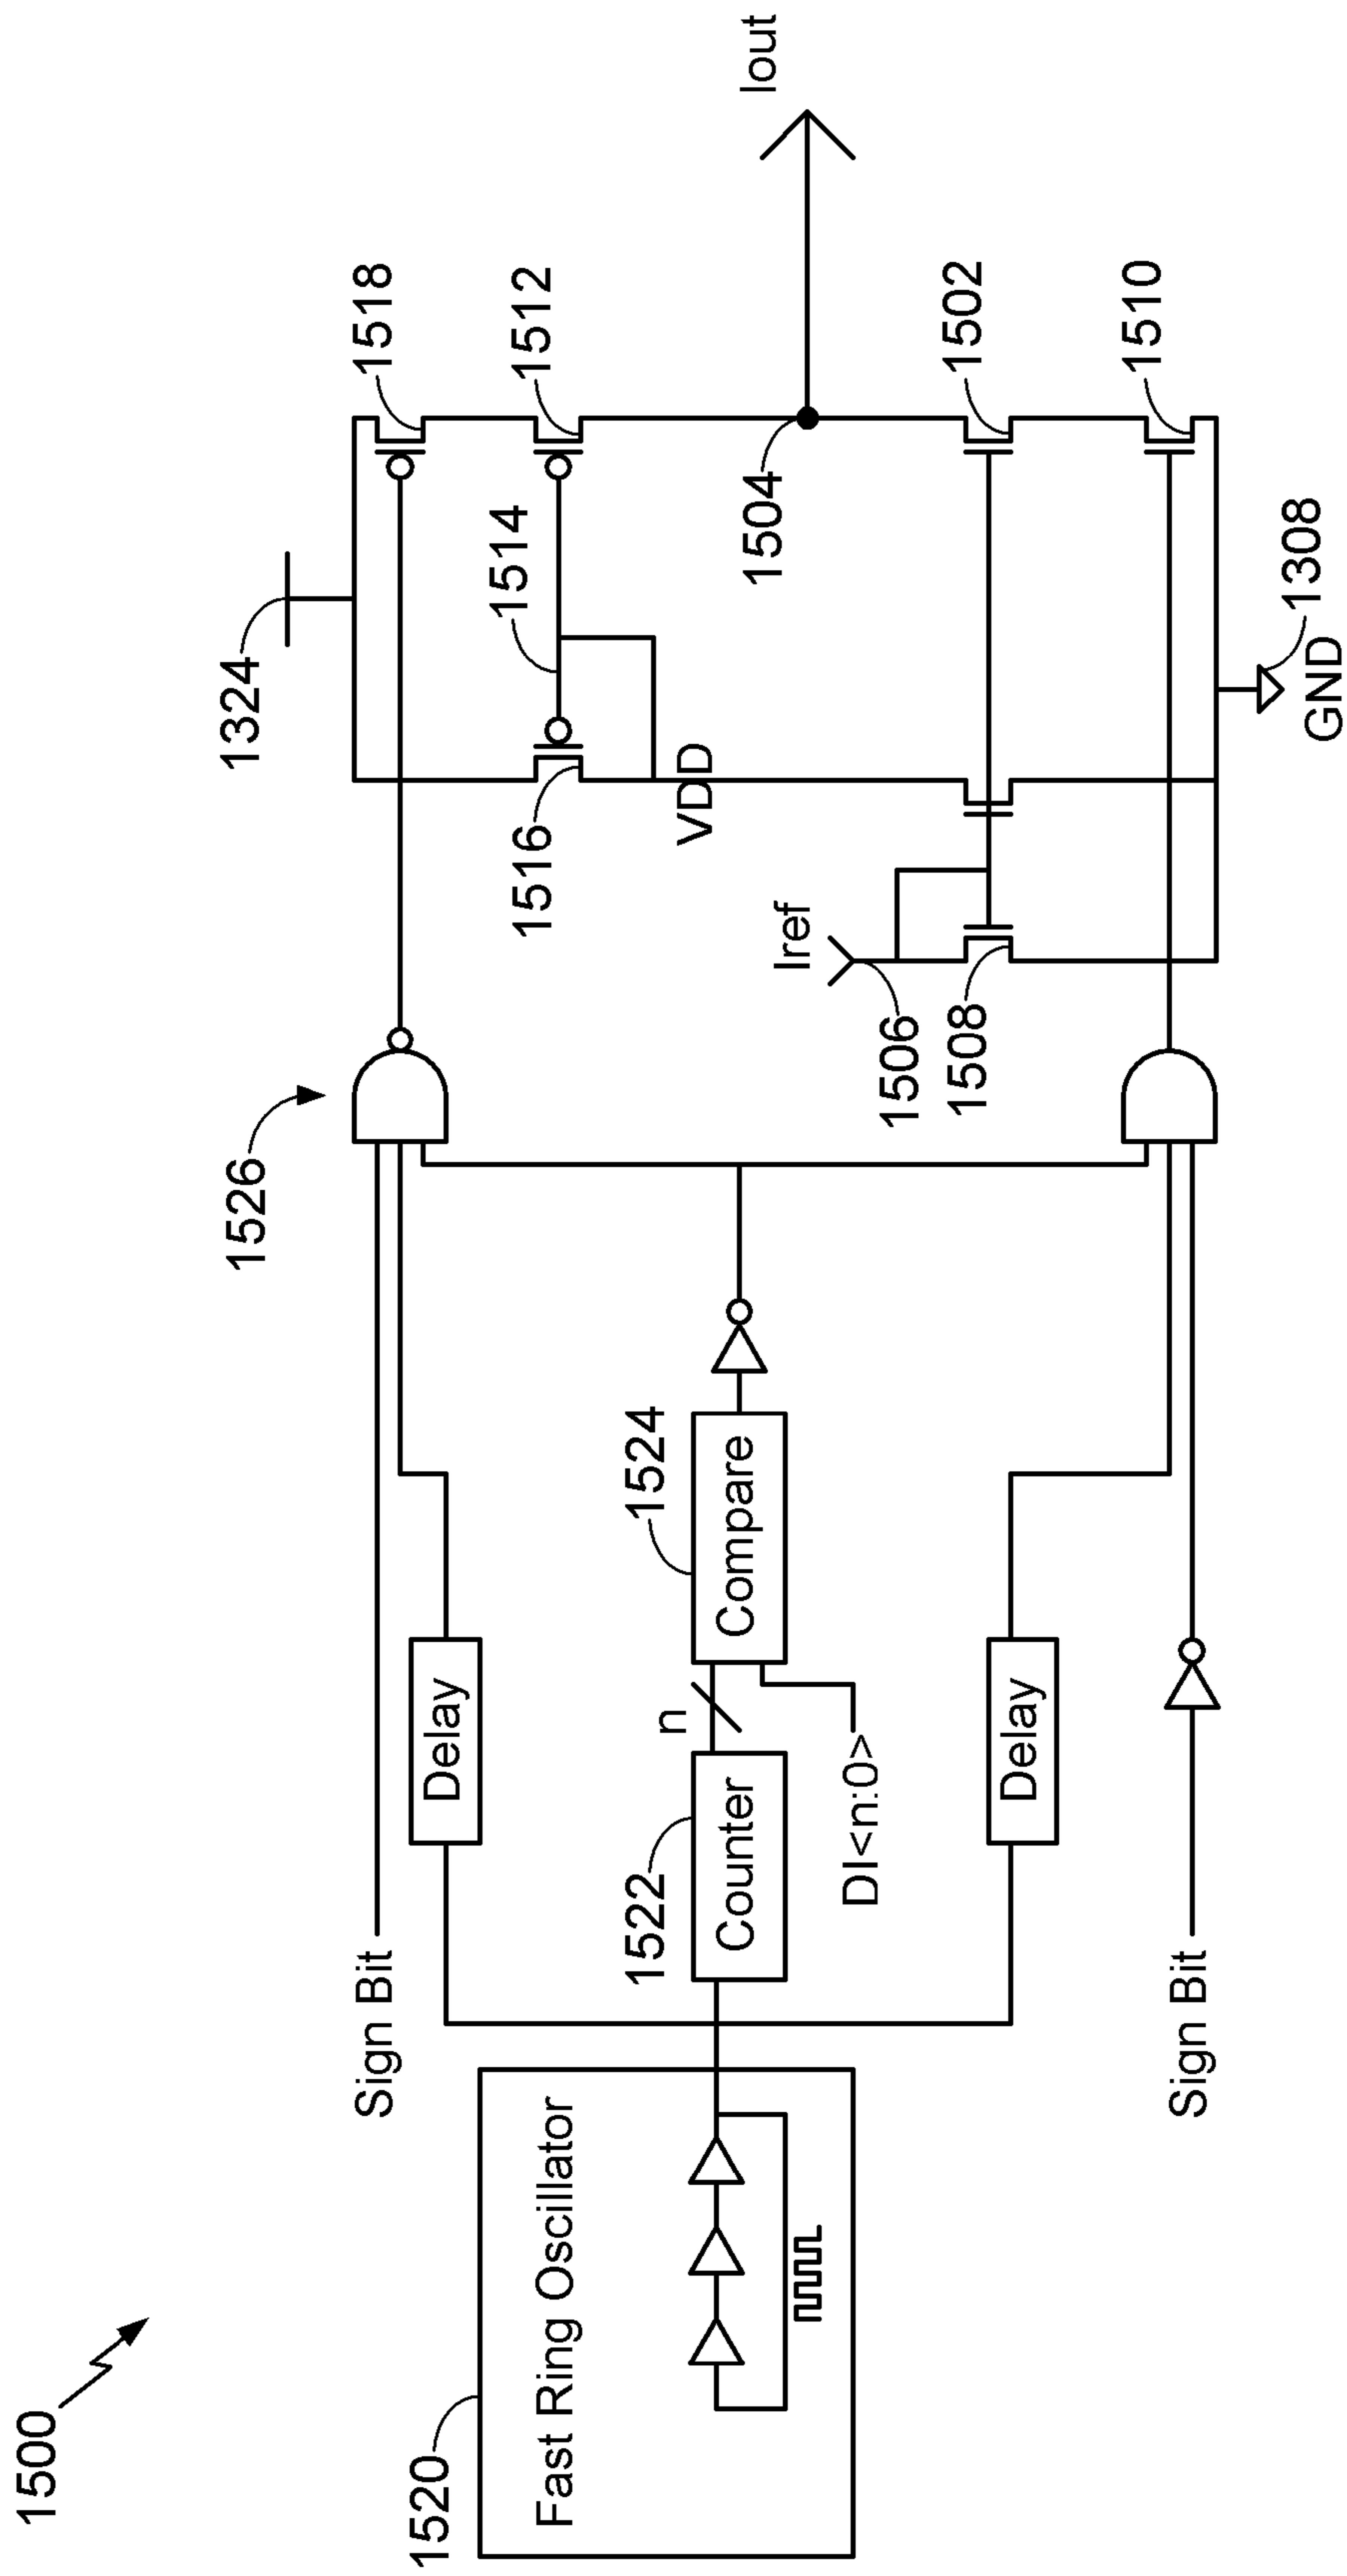 1500
1520
Fast Ring Oscillator
Sign Bit
Delay
1522
Counter
n
DI<n:0>
1524
Compare
Delay
Sign Bit
1526
1324
1518
1516
1514
1512
VDD
Iref
1506
1508
1504
Iout
1502
1510
1308
GND